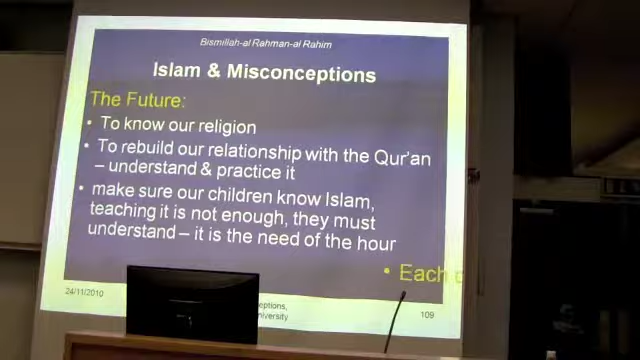 Bismillah-al Rahman-al Rahim
Islam & Misconceptions
The Future:
• To know our religion
• To rebuild our relationship with the Qur'an
– understand & practice it
• make sure our children know Islam,
teaching it is not enough, they must
understand – it is the need of the hour
• Each
24/11/2010
109